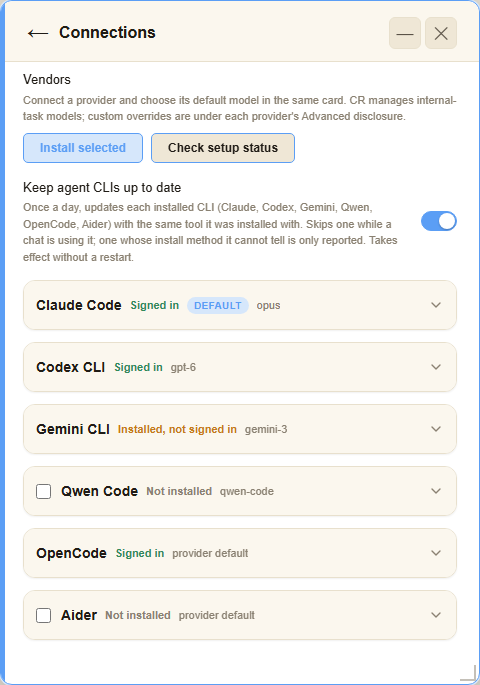 Connections
Vendors
Connect a provider and choose its default model in the same card. CR manages internal-
task models; custom overrides are under each provider's Advanced disclosure.
Install selected
Check setup status
Keep agent CLIs up to date
Once a day, updates each installed CLI (Claude, Codex, Gemini, Qwen,
OpenCode, Aider) with the same tool it was installed with. Skips one while a
chat is using it; one whose install method it cannot tell is only reported. Takes
effect without a restart.
Claude Code Signed in DEFAULT opus
Codex CLI Signed in gpt-6
Gemini CLI Installed, not signed in gemini-3
Qwen Code Not installed qwen-code
OpenCode Signed in provider default
Aider Not installed provider default